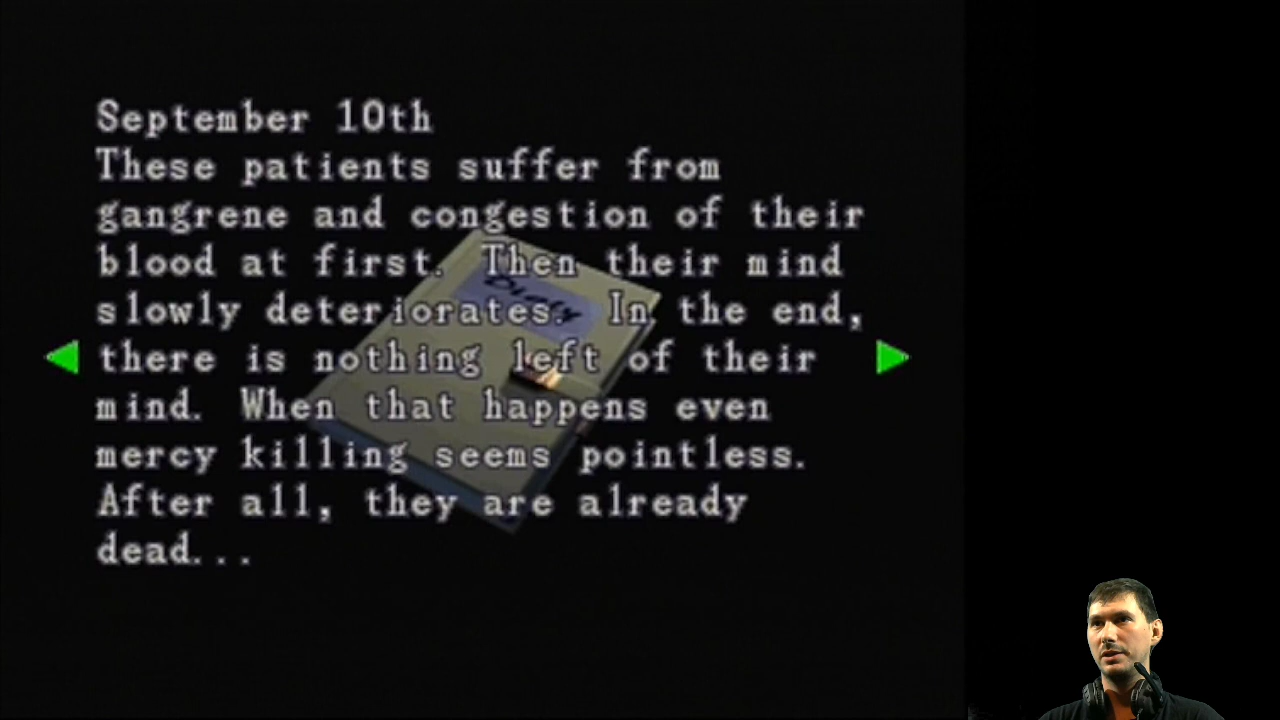 September 10th
These patients suffer from
gangrene and congestion of their
blood at first. Then their mind
slowly deteriorates. In the end,
there is nothing left of their
mind. When that happens even
mercy killing seems pointless.
After all, they are already
dead...
Diary